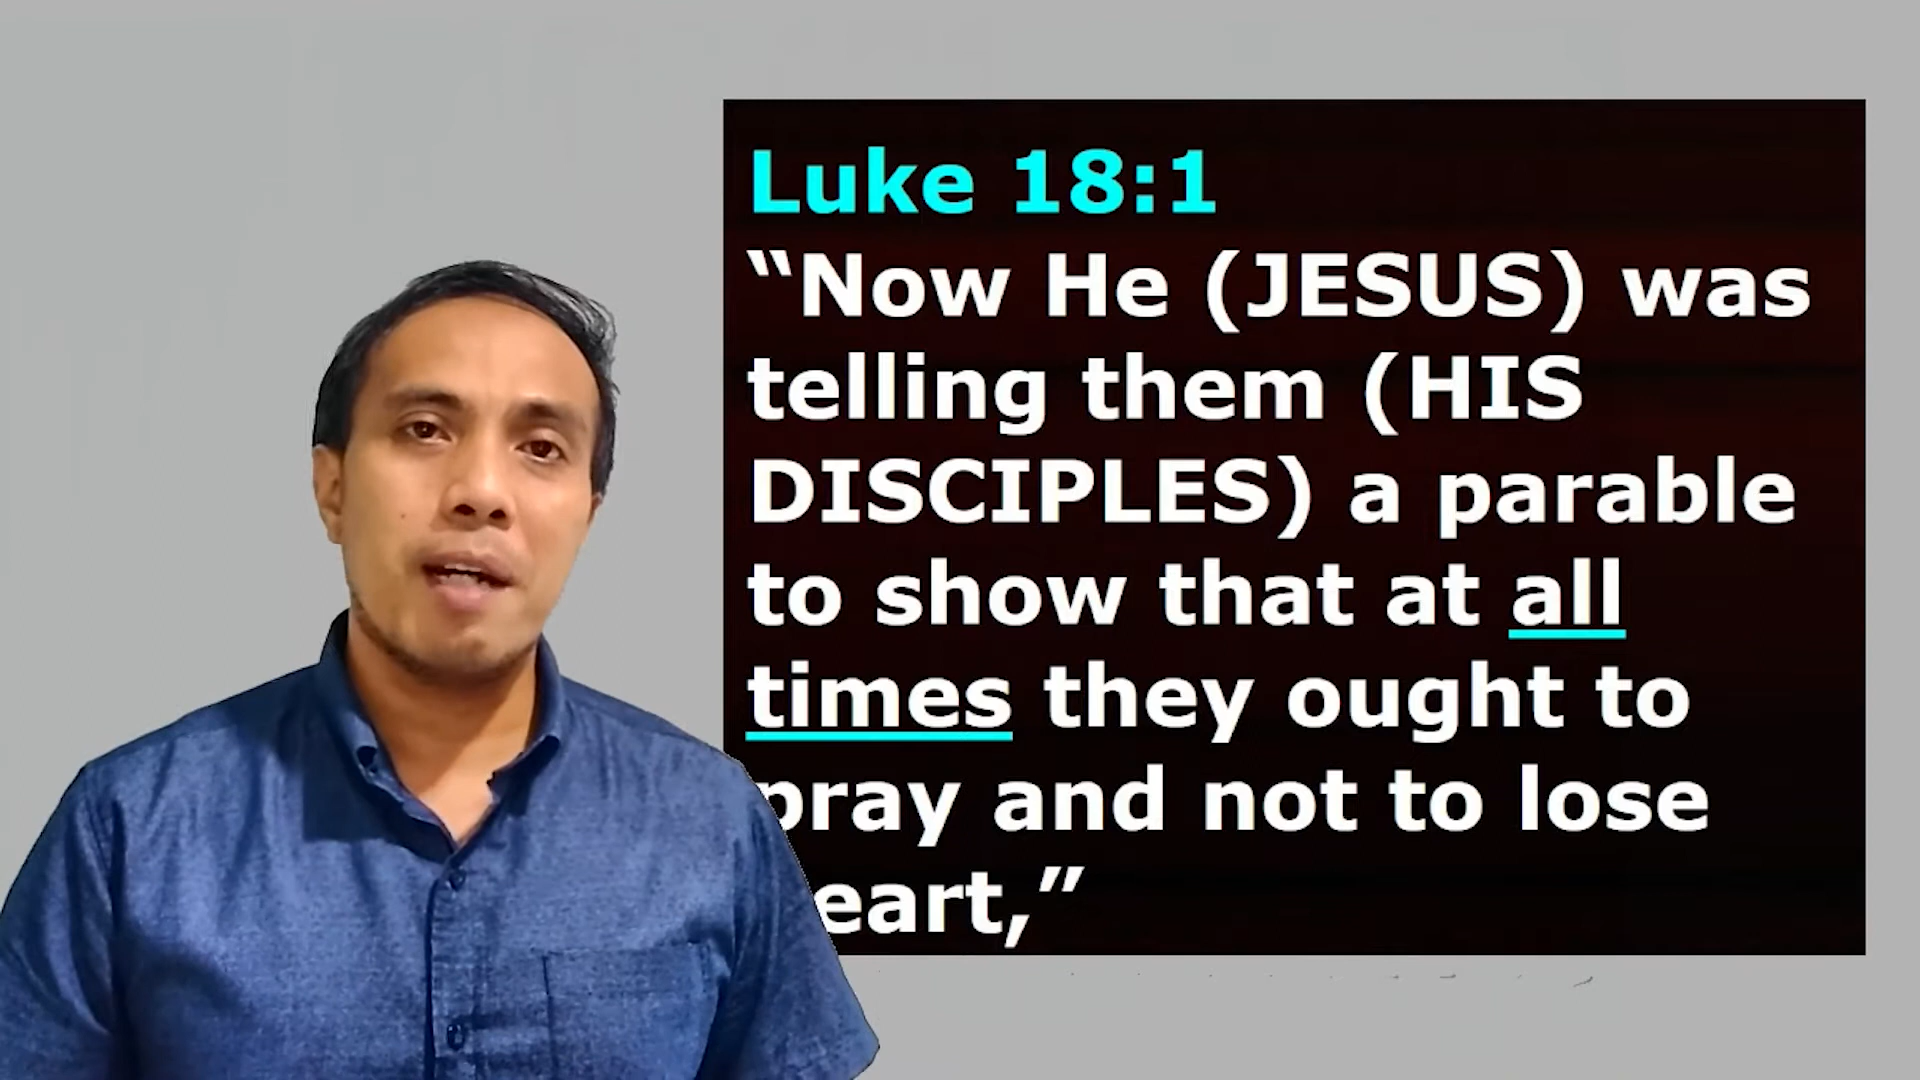 Luke 18:1
“Now He (JESUS) was
telling them (HIS
DISCIPLES) a parable
to show that at all
times they ought to
pray and not to lose
eart,”